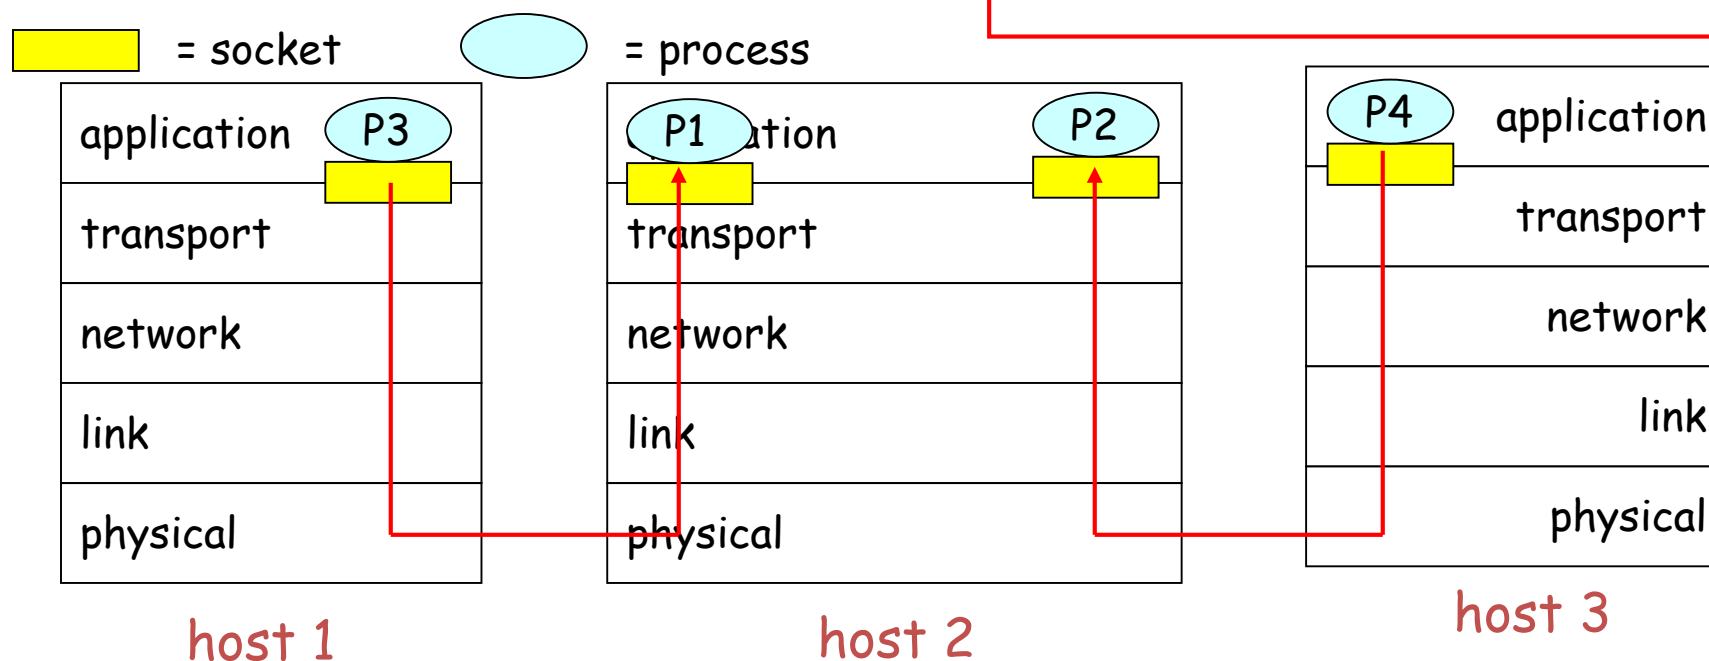 = socket
= process
application
P3
transport
network
link
physical
host 1
P1
ation
P2
transport
network
link
physical
host 2
P4
application
transport
network
link
physical
host 3